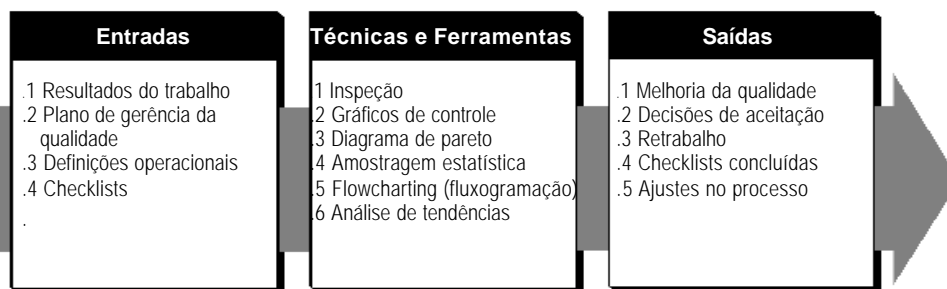 Entradas
.1 Resultados do trabalho
.2 Plano de gerência da
qualidade
.3 Definições operacionais
.4 Checklists
.
Técnicas e Ferramentas
.1 Inspeção
.2 Gráficos de controle
.3 Diagrama de pareto
.4 Amostragem estatística
.5 Flowcharting (fluxogramação)
.6 Análise de tendências
Saídas
.1 Melhoria da qualidade
.2 Decisões de aceitação
.3 Retrabalho
.4 Checklists concluídas
.5 Ajustes no processo